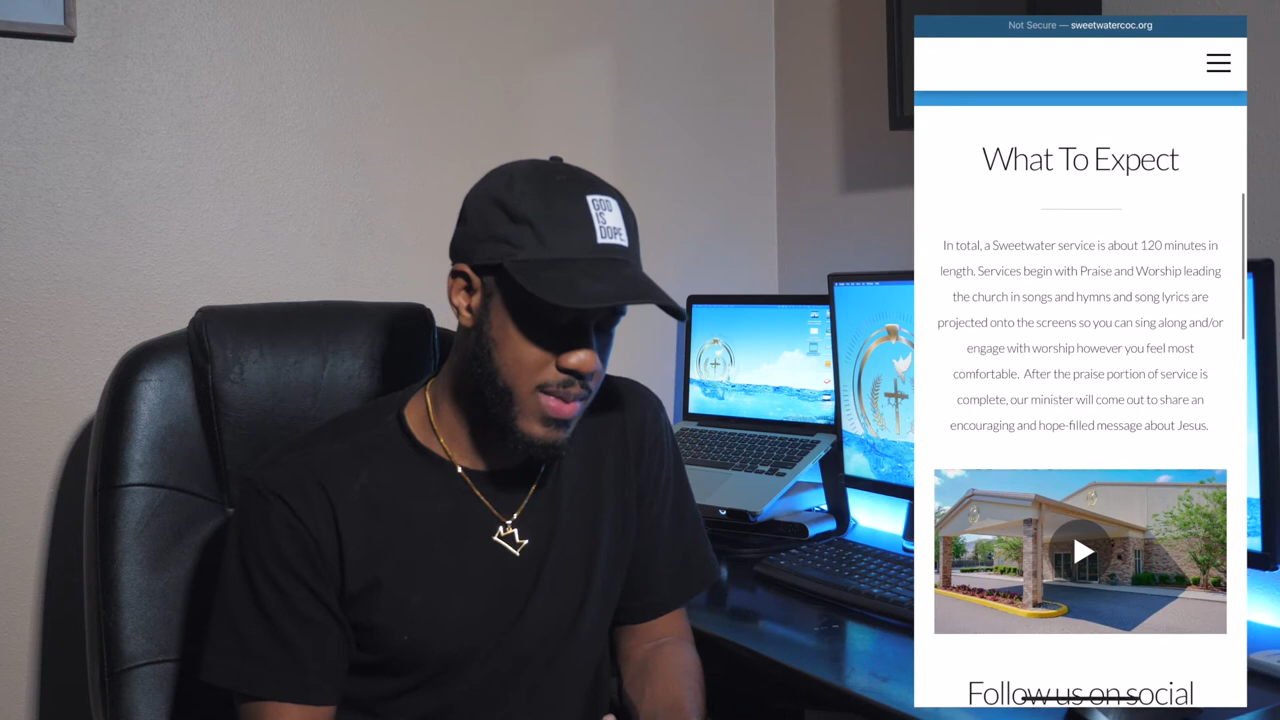 Not Secure — sweetwatercoc.org
What To Expect
In total, a Sweetwater service is about 120 minutes in
length. Services begin with Praise and Worship leading
the church in songs and hymns and song lyrics are
projected onto the screens so you can sing along and/or
engage with worship however you feel most
comfortable. After the praise portion of service is
complete, our minister will come out to share an
encouraging and hope-filled message about Jesus.
Follow us on social
GOD
IS
DOPE.